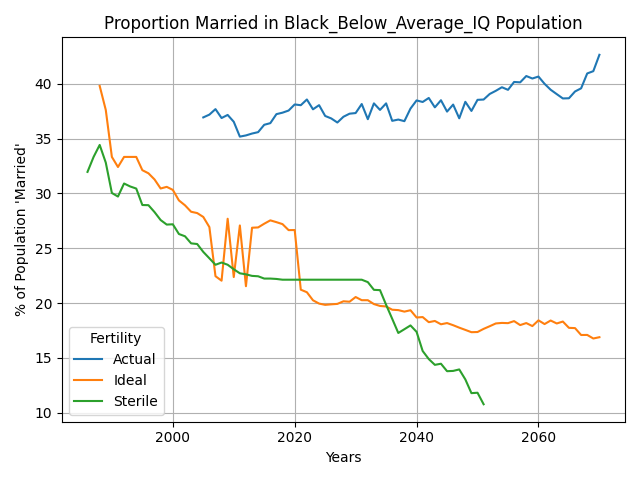 Proportion Married in Black_Below_Average_IQ Population
% of Population 'Married'
40
35
30
25
20
15
10
Fertility
Actual
Ideal
Sterile
2000 2020 2040 2060
Years